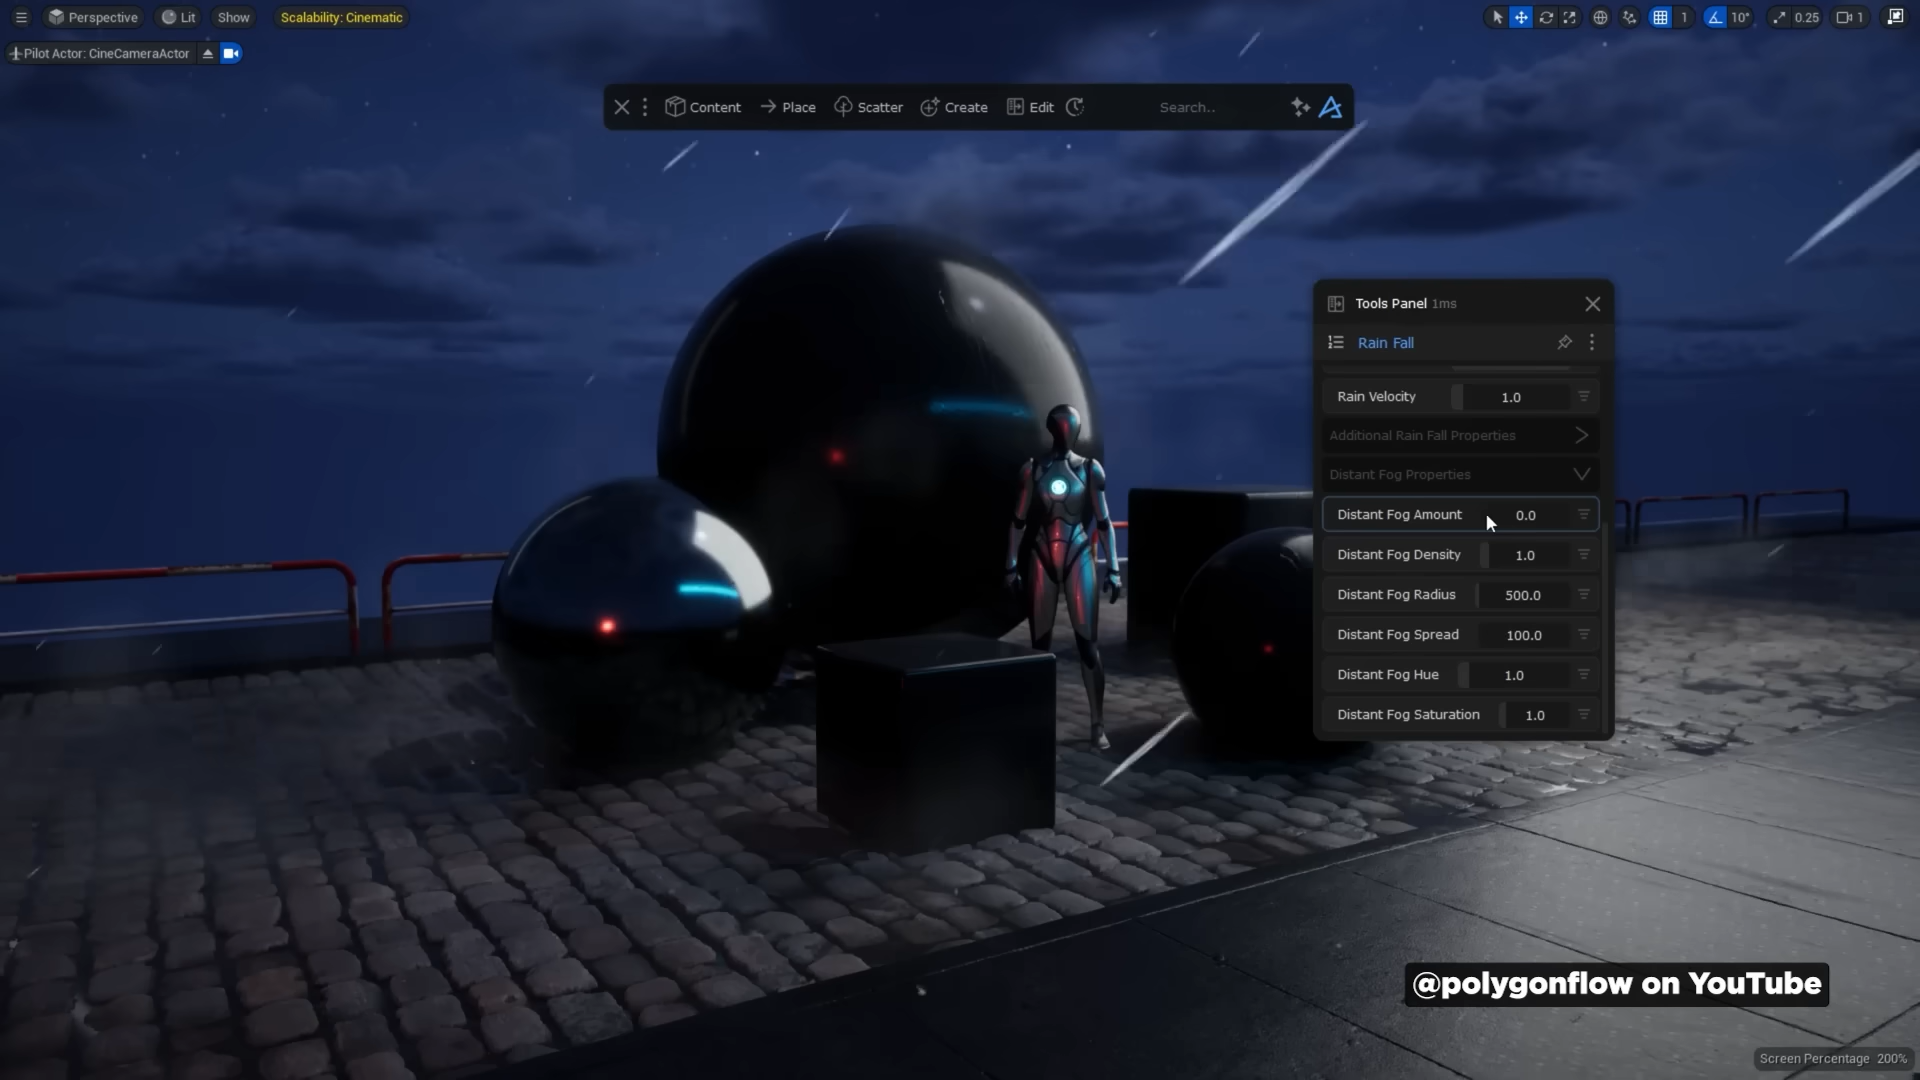 Perspective Lit Show Scalability: Cinematic 1 10° 0.25 1
Pilot Actor: CineCameraActor
Content Place Scatter Create Edit Search..
Tools Panel 1ms
Rain Fall
Rain Velocity 1.0
Additional Rain Fall Properties
Distant Fog Properties
Distant Fog Amount 0.0
Distant Fog Density 1.0
Distant Fog Radius 500.0
Distant Fog Spread 100.0
Distant Fog Hue 1.0
Distant Fog Saturation 1.0
@polygonflow on YouTube
Screen Percentage 200%